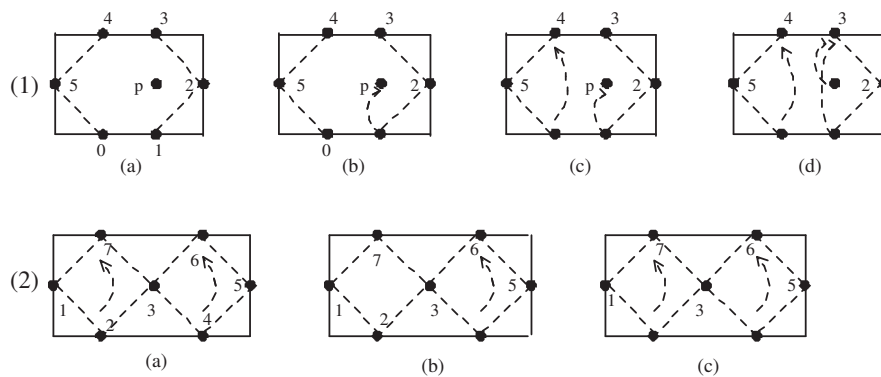 4 3 4 3 4 3 4 3
(1) 5 p 2 5 p 2 5 p 2 5 2
0 1 0
(a) (b) (c) (d)
7 6 7 6 7 6
(2) 1 2 3 4 5 1 2 3 5 1 3 5
(a) (b) (c)